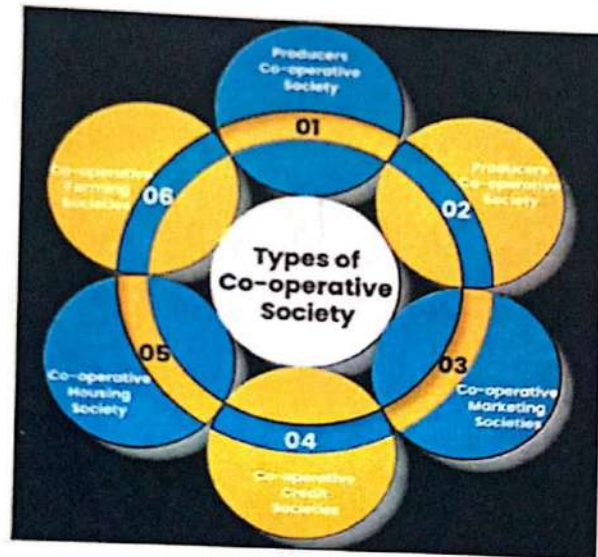 Producers
Co-operative
Society
01
Producers
Co-operative
Society
02
Types of
Co-operative
Society
03
Co-operative
Marketing
Societies
04
Co-operative
Credit
Societies
05
Co-operative
Housing
Society
06
Co-operative
Farming
Societies